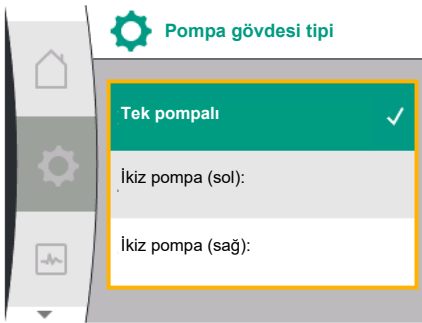 Pompa gövdesi tipi
Tek pompalı
İkiz pompa (sol):
İkiz pompa (sağ):